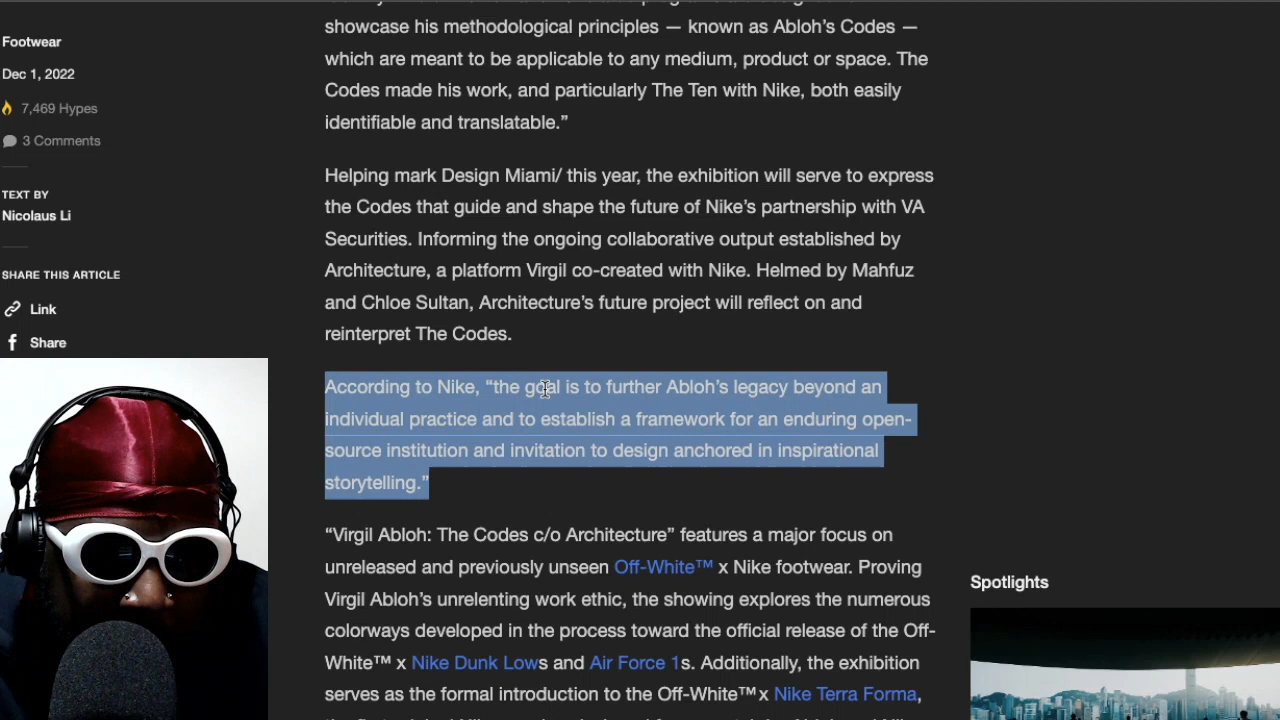 showcase his methodological principles — known as Abloh’s Codes —
which are meant to be applicable to any medium, product or space. The
Codes made his work, and particularly The Ten with Nike, both easily
identifiable and translatable.”
Footwear
Dec 1, 2022
7,469 Hypes
3 Comments
TEXT BY
Nicolaus Li
SHARE THIS ARTICLE
Link
Share
Helping mark Design Miami/ this year, the exhibition will serve to express
the Codes that guide and shape the future of Nike’s partnership with VA
Securities. Informing the ongoing collaborative output established by
Architecture, a platform Virgil co-created with Nike. Helmed by Mahfuz
and Chloe Sultan, Architecture’s future project will reflect on and
reinterpret The Codes.
According to Nike, “the goal is to further Abloh’s legacy beyond an
individual practice and to establish a framework for an enduring open-
source institution and invitation to design anchored in inspirational
storytelling.”
“Virgil Abloh: The Codes c/o Architecture” features a major focus on
unreleased and previously unseen Off-White™ x Nike footwear. Proving
Virgil Abloh’s unrelenting work ethic, the showing explores the numerous
colorways developed in the process toward the official release of the Off-
White™ x Nike Dunk Lows and Air Force 1s. Additionally, the exhibition
serves as the formal introduction to the Off-White™ x Nike Terra Forma,
Spotlights